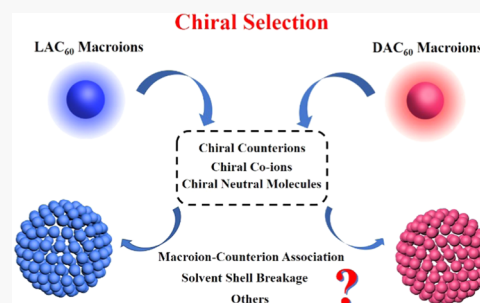 Chiral Selection
LAC60 Macroions
DAC60 Macroions
Chiral Counterions
Chiral Co-ions
Chiral Neutral Molecules
Macroion-Counterion Association
Solvent Shell Breakage
Others
?